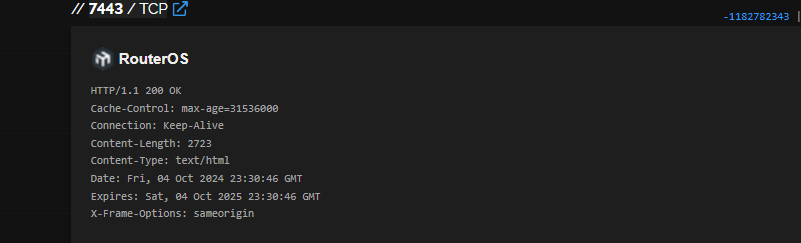 // 7443 / TCP
-1182782343 |
RouterOS
HTTP/1.1 200 OK
Cache-Control: max-age=31536000
Connection: Keep-Alive
Content-Length: 2723
Content-Type: text/html
Date: Fri, 04 Oct 2024 23:30:46 GMT
Expires: Sat, 04 Oct 2025 23:30:46 GMT
X-Frame-Options: sameorigin